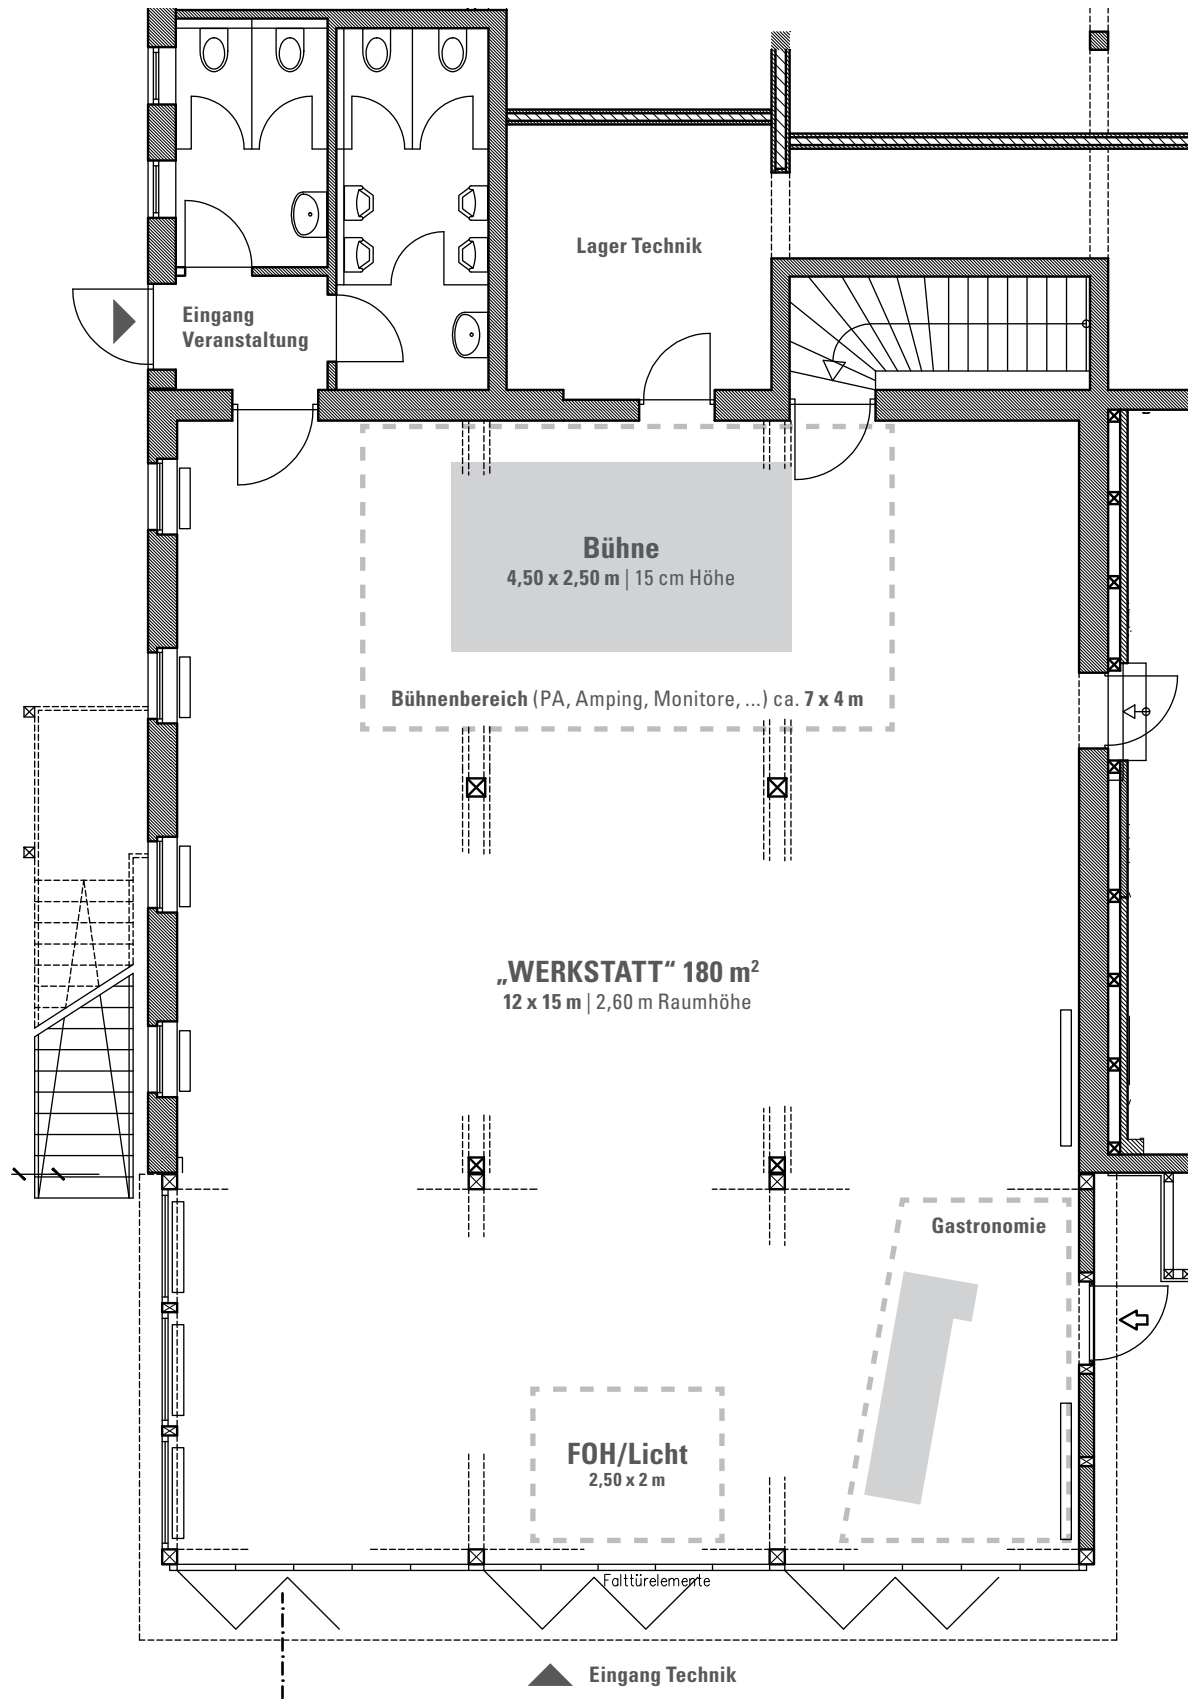 Lager Technik
Eingang
Veranstaltung
Bühne
4,50 x 2,50 m | 15 cm Höhe
Bühnenbereich (PA, Amping, Monitore, ...) ca. 7 x 4 m
„WERKSTATT“ 180 m²
12 x 15 m | 2,60 m Raumhöhe
Gastronomie
FOH/Licht
2,50 x 2 m
Falttürelemente
Eingang Technik